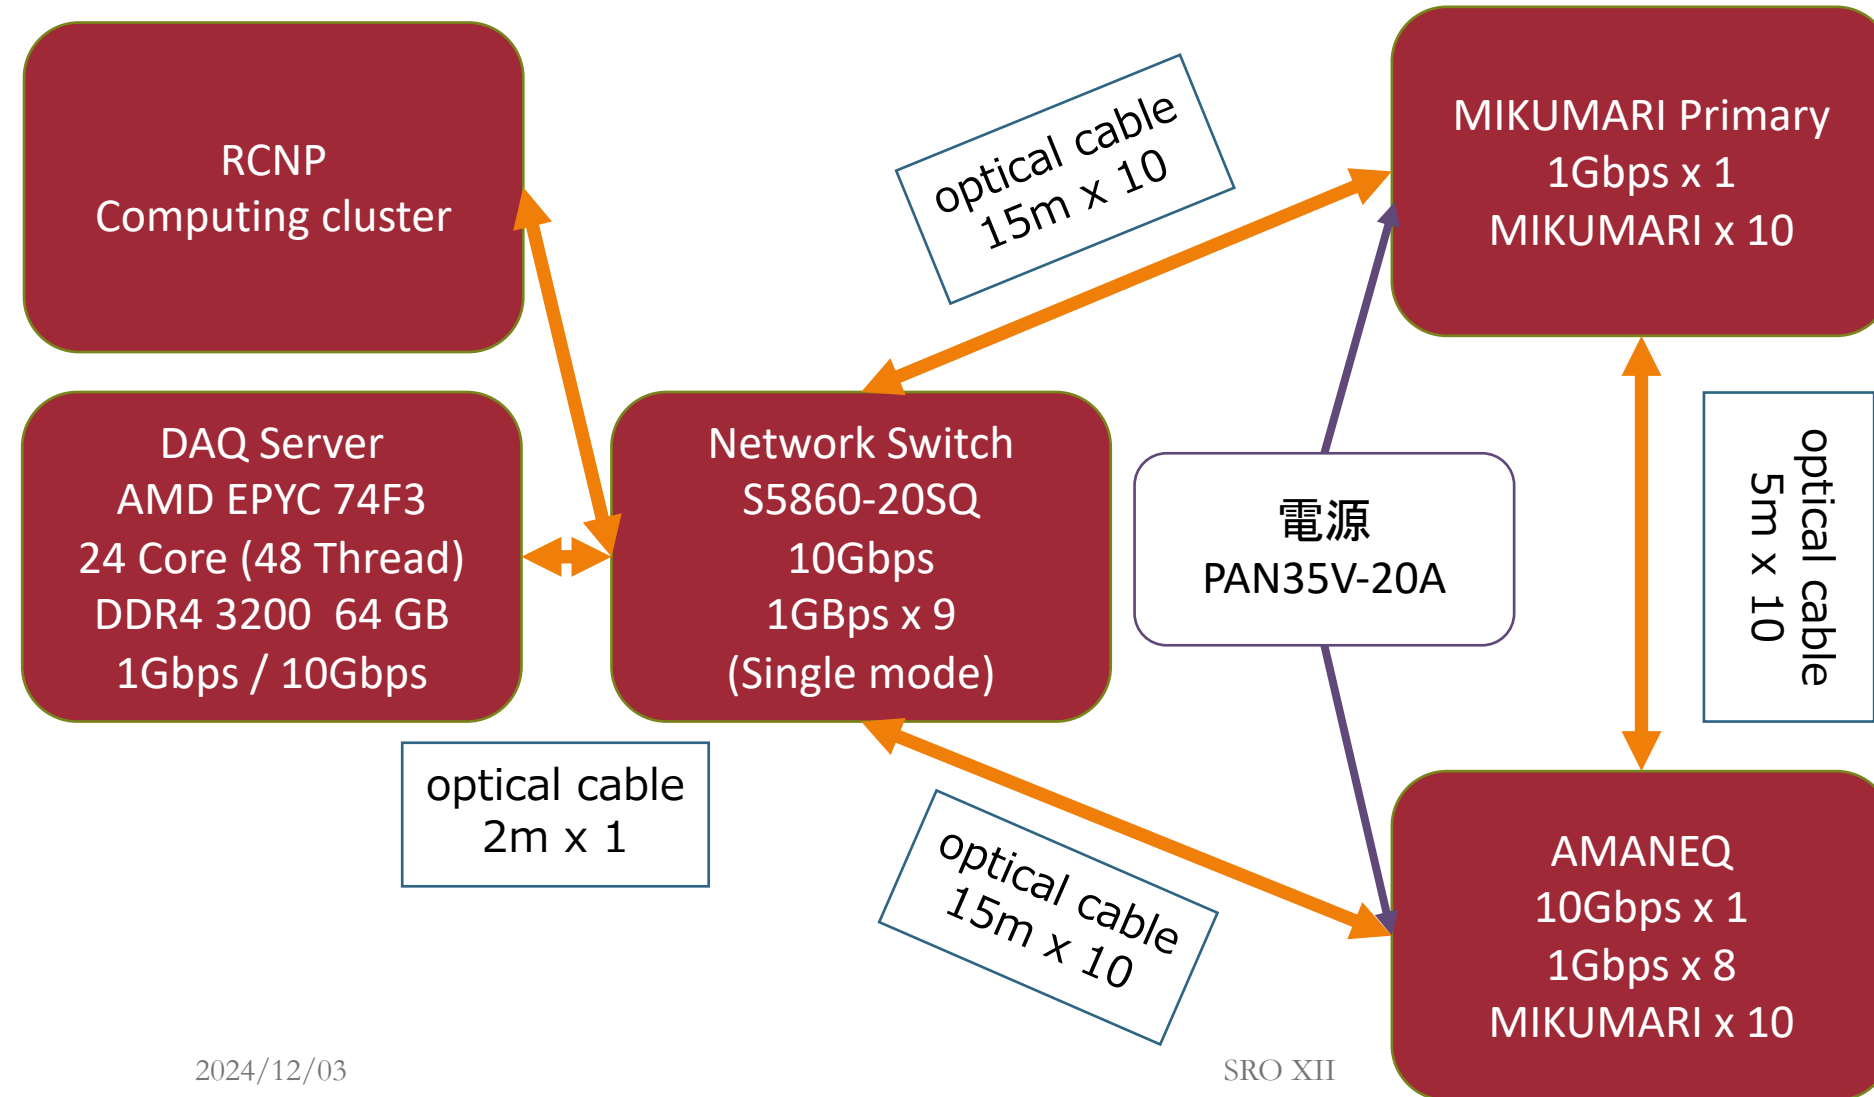 RCNP
Computing cluster
optical cable
15m x 10
MIKUMARI Primary
1Gbps x 1
MIKUMARI x 10
DAQ Server
AMD EPYC 74F3
24 Core (48 Thread)
DDR4 3200 64 GB
1Gbps / 10Gbps
Network Switch
S5860-20SQ
10Gbps
1GBps x 9
(Single mode)
電源
PAN35V-20A
optical cable
5m x 10
optical cable
2m x 1
optical cable
15m x 10
AMANEQ
10Gbps x 1
1Gbps x 8
MIKUMARI x 10
2024/12/03
SRO XII